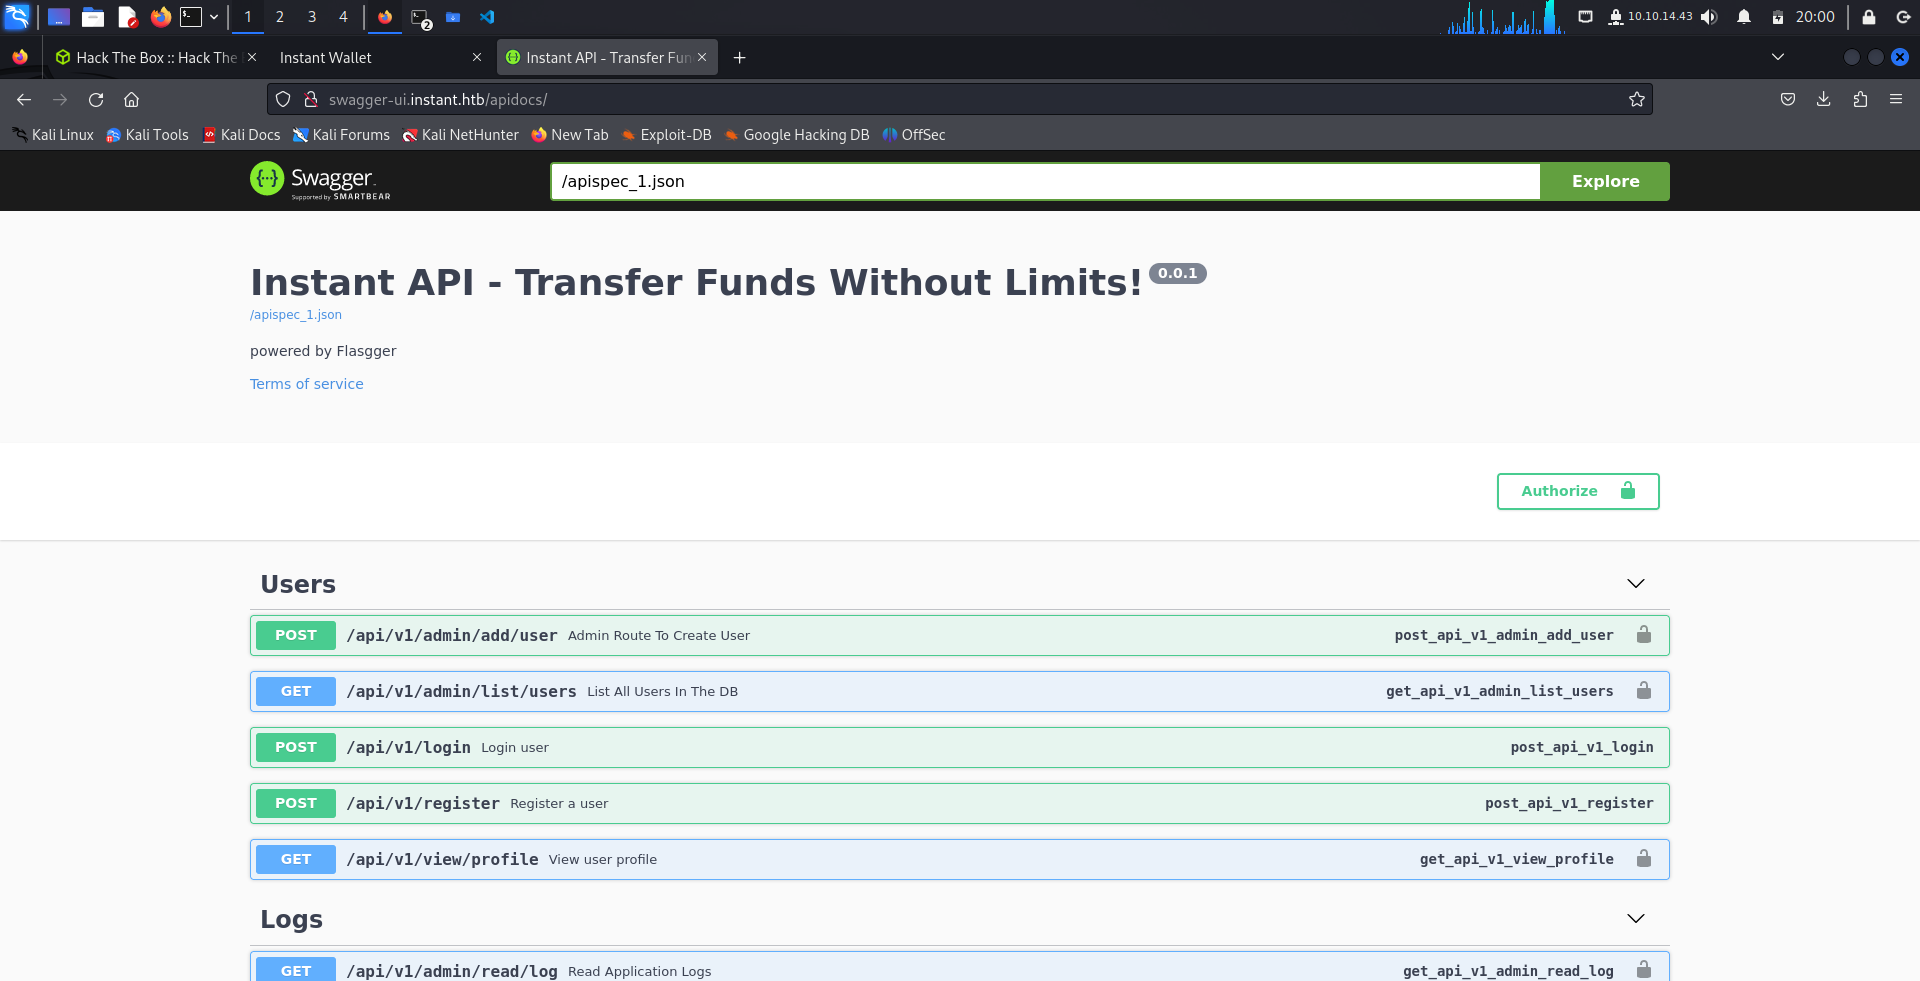 1 2 3 4 2 10.10.14.43 20:00
Hack The Box :: Hack The Instant Wallet Instant API - Transfer Fun
swagger-ui.instant.htb/apidocs/
Kali Linux Kali Tools Kali Docs Kali Forums Kali NetHunter New Tab Exploit-DB Google Hacking DB OffSec
Swagger /apispec_1.json Explore
Supported by SMARTBEAR
Instant API - Transfer Funds Without Limits! 0.0.1
/apispec_1.json
powered by Flasgger
Terms of service
Authorize
Users
POST /api/v1/admin/add/user Admin Route To Create User post_api_v1_admin_add_user
GET /api/v1/admin/list/users List All Users In The DB get_api_v1_admin_list_users
POST /api/v1/login Login user post_api_v1_login
POST /api/v1/register Register a user post_api_v1_register
GET /api/v1/view/profile View user profile get_api_v1_view_profile
Logs
GET /api/v1/admin/read/log Read Application Logs get_api_v1_admin_read_log